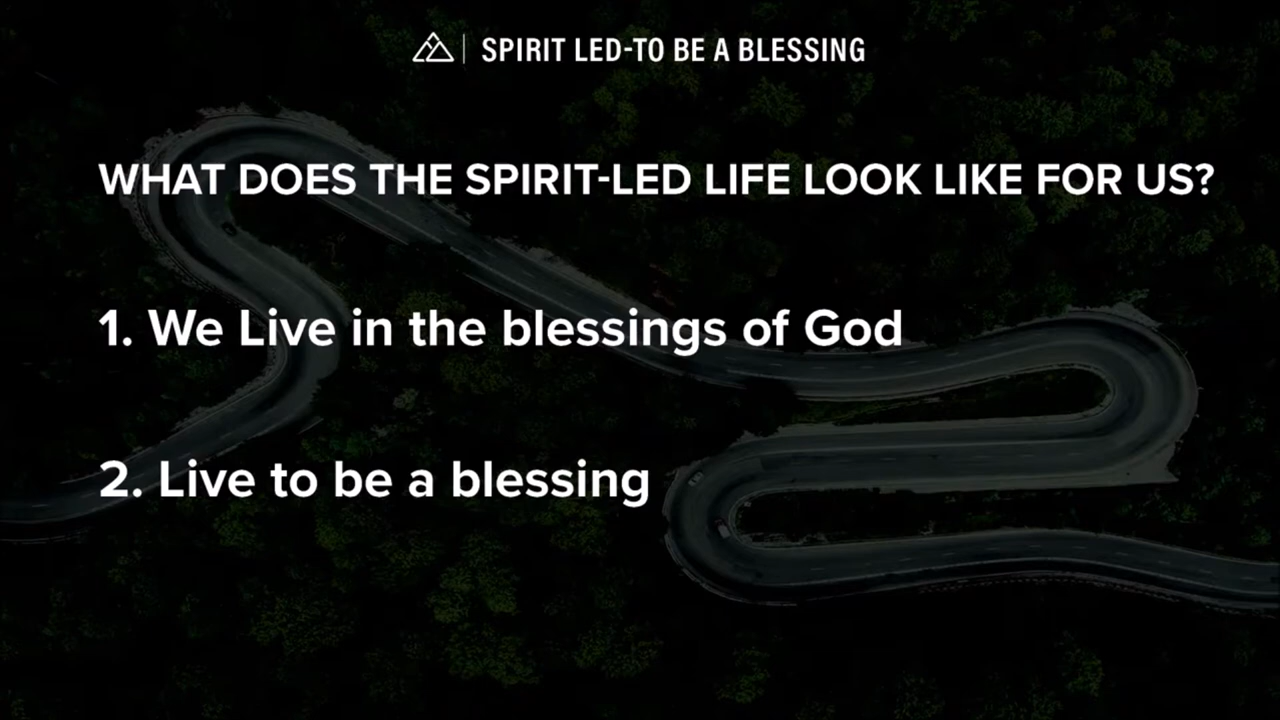 SPIRIT LED-TO BE A BLESSING
WHAT DOES THE SPIRIT-LED LIFE LOOK LIKE FOR US?
1. We Live in the blessings of God
2. Live to be a blessing